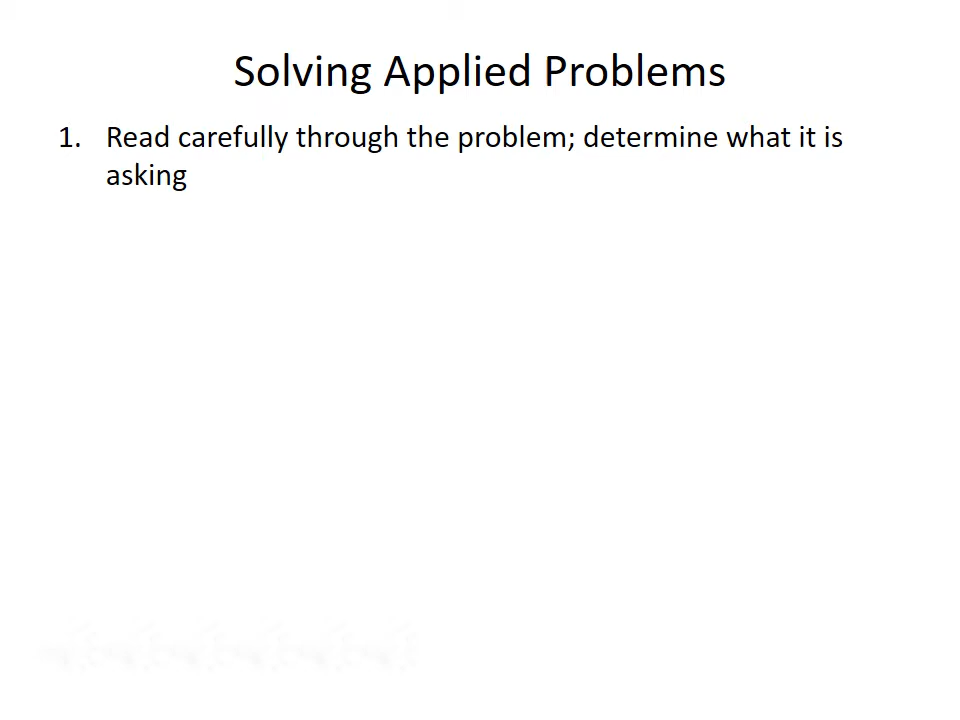 Solving Applied Problems
1. Read carefully through the problem; determine what it is
asking